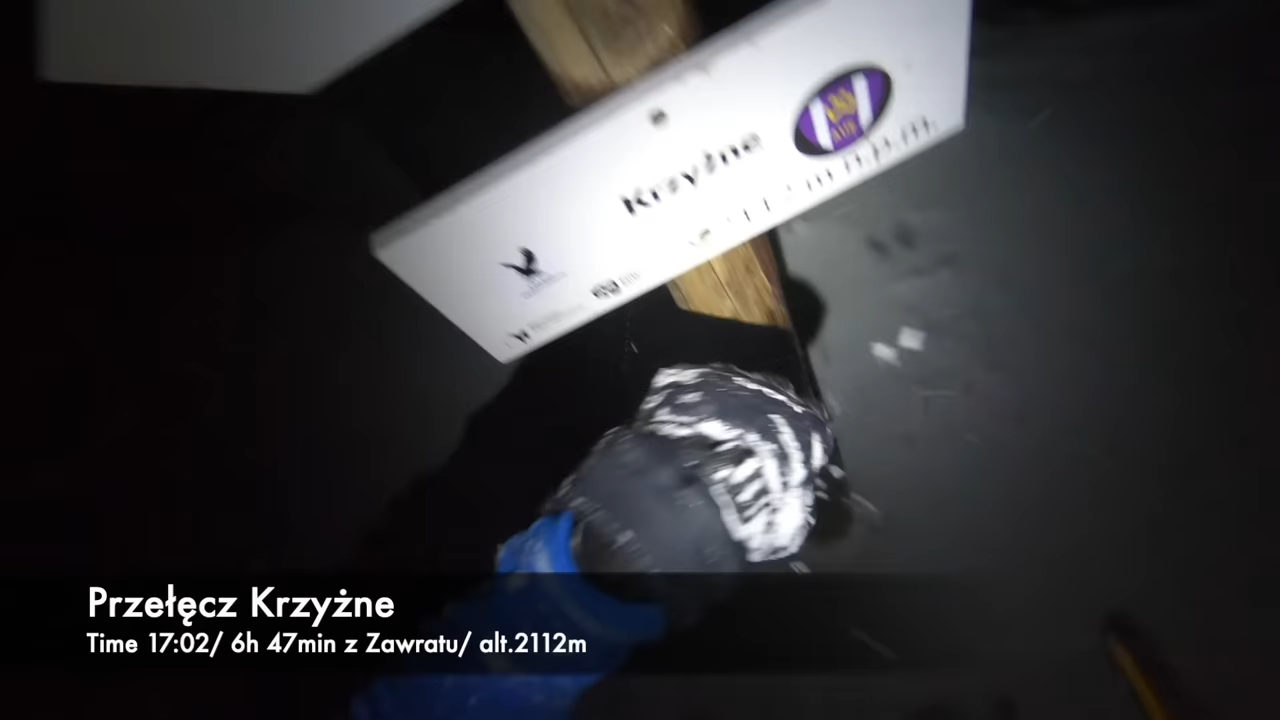 Krzyżne
Przełęcz Krzyżne
Time 17:02/ 6h 47min z Zawratu/ alt.2112m